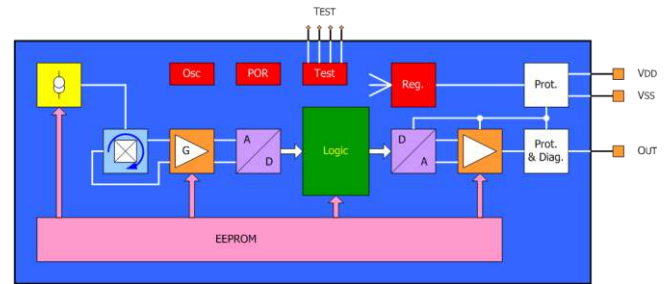 TEST
Osc
POR
Test
Reg.
Prot.
VDD
VSS
G
A
D
Logic
D
A
Prot.
& Diag.
OUT
EEPROM